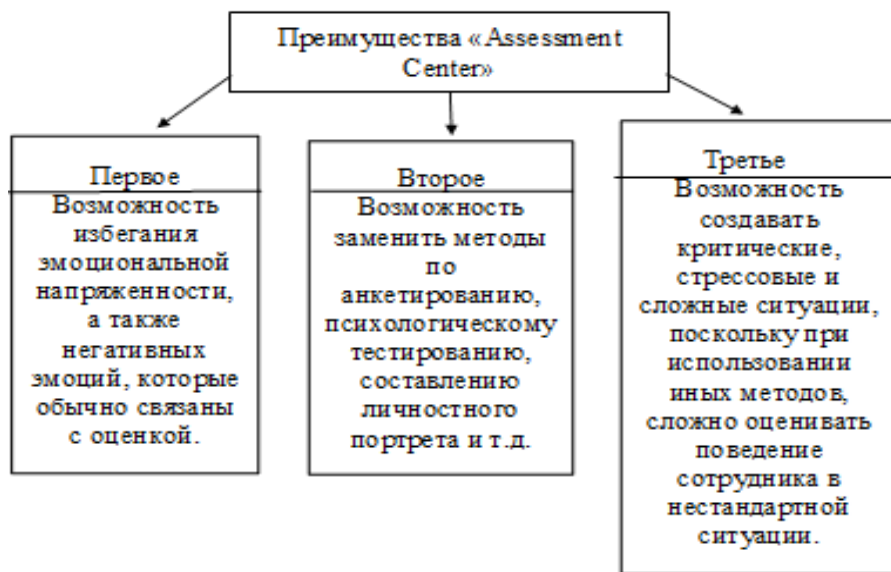 Преимущества «Assessment
Center»
Первое
Возможность
избегания
эмоциональной
напряженности,
а также
негативных
эмоций, которые
обычно связаны
с оценкой.
Второе
Возможность
заменить методы
по
анкетированию,
психологическому
тестированию,
составлению
личностного
портрета и т.д.
Третье
Возможность
создавать
критические,
стрессовые и
сложные ситуации,
поскольку при
использовании
иных методов,
сложно оценивать
поведение
сотрудника в
нестандартной
ситуации.